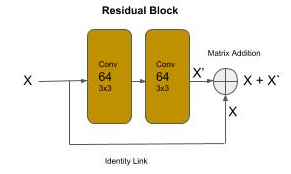 Residual Block
Conv
64
3x3
Conv
64
3x3
Matrix Addition
X
X’
X + X`
X
Identity Link